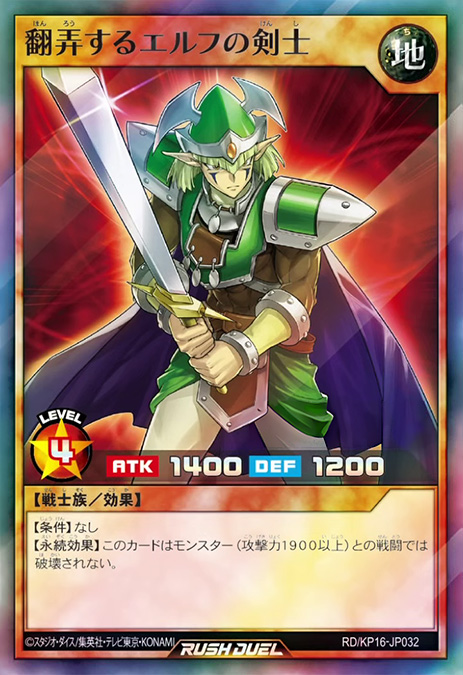 翻弄するエルフの剣士
地
LEVEL
4
ATK 1400 DEF 1200
【戦士族／効果】
【条件】なし
【永続効果】このカードはモンスター（攻撃力1900以上）との戦闘では
破壊されない。
©スタジオ・ダイス/集英社・テレビ東京・KONAMI
RUSH DUEL
RD/KP16-JP032